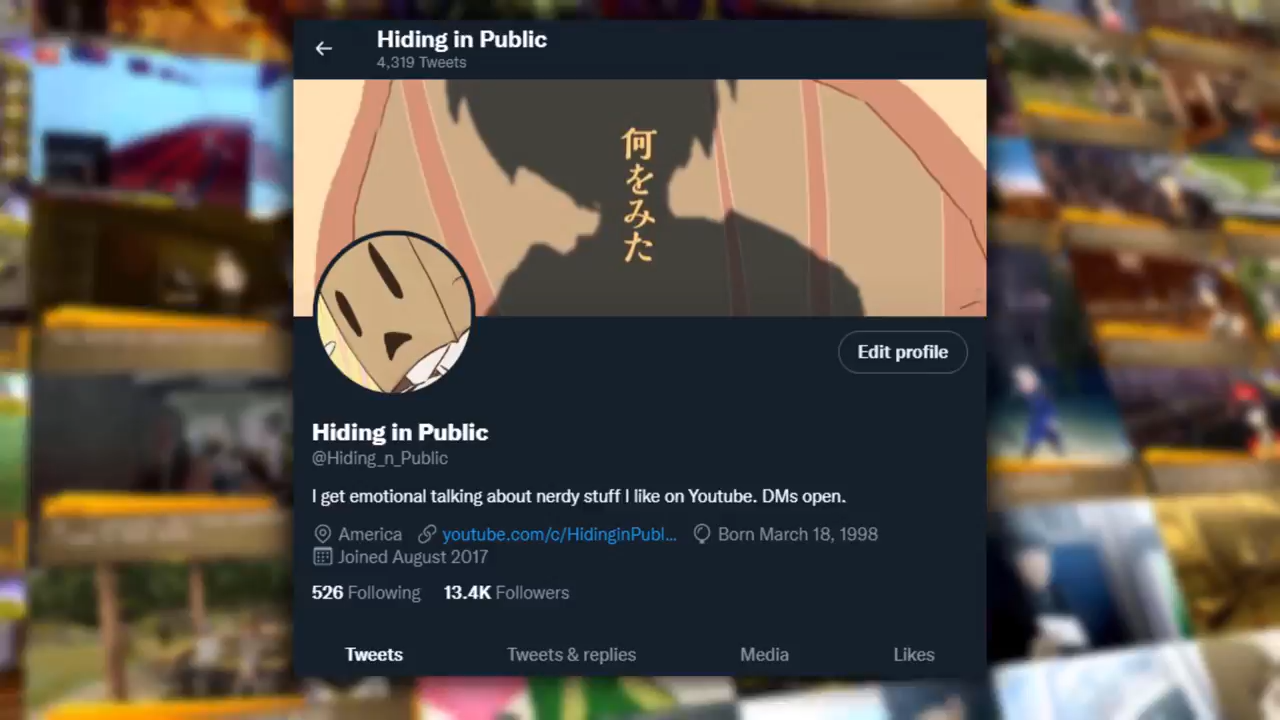 Hiding in Public
4,319 Tweets
何をみた
Edit profile
Hiding in Public
@Hiding_n_Public
I get emotional talking about nerdy stuff I like on Youtube. DMs open.
America youtube.com/c/HidinginPubl... Born March 18, 1998
Joined August 2017
526 Following 13.4K Followers
Tweets Tweets & replies Media Likes